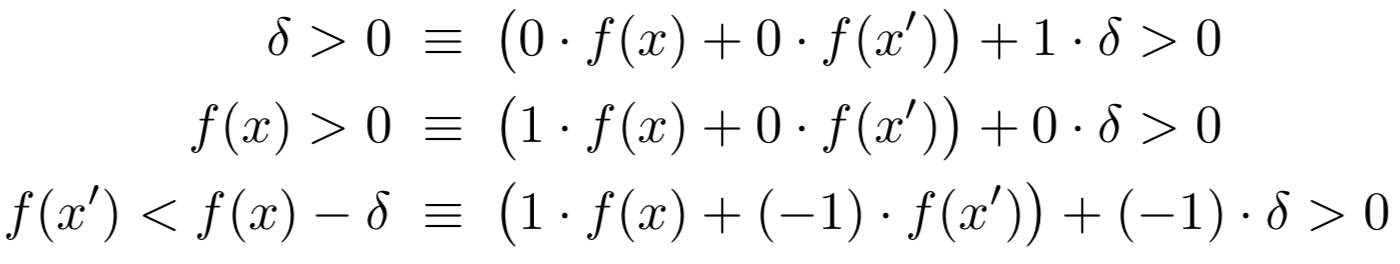 δ > 0 ≡ (0 · f(x) + 0 · f(x′)) + 1 · δ > 0
f(x) > 0 ≡ (1 · f(x) + 0 · f(x′)) + 0 · δ > 0
f(x′) < f(x) − δ ≡ (1 · f(x) + (−1) · f(x′)) + (−1) · δ > 0